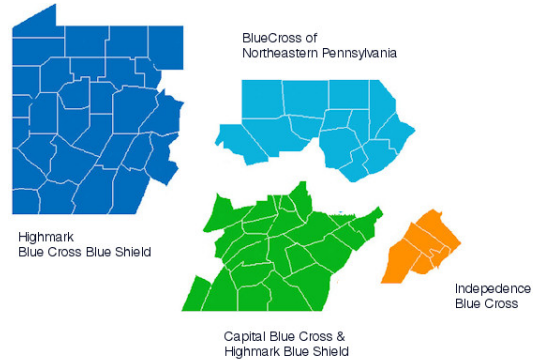 BlueCross of
Northeastern Pennsylvania
Highmark
Blue Cross Blue Shield
Indepedence
Blue Cross
Capital Blue Cross &
Highmark Blue Shield